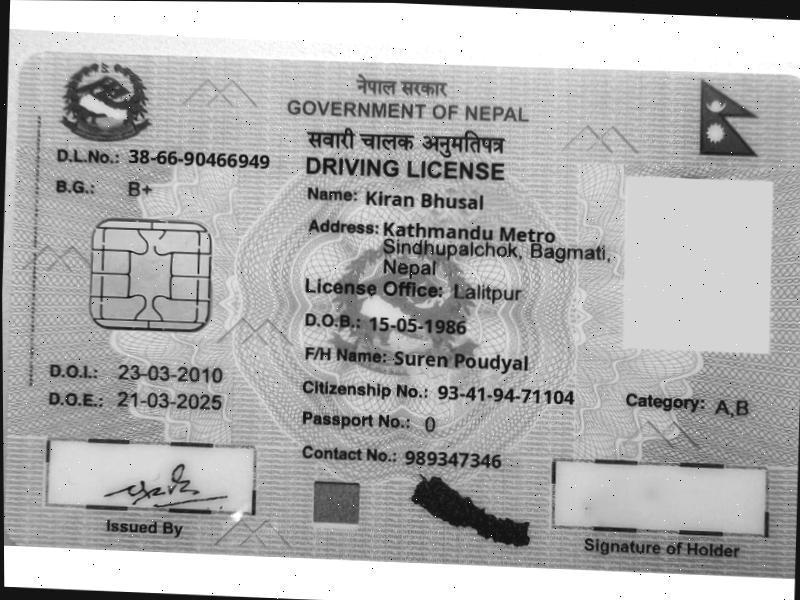 नेपाल सरकार
GOVERNMENT OF NEPAL
सवारी चालक अनुमतिपत्र
DRIVING LICENSE
D.L.No.: 38-66-90466949
B.G.: B+
Name: Kiran Bhusal
Address: Kathmandu Metro
Sindhupalchok, Bagmati,
Nepal
License Office: Lalitpur
D.O.B.: 15-05-1986
F/H Name: Suren Poudyal
D.O.I.: 23-03-2010
D.O.E.: 21-03-2025
Citizenship No.: 93-41-94-71104
Category: A,B
Passport No.: 0
Contact No.: 989347346
Issued By
Signature of Holder